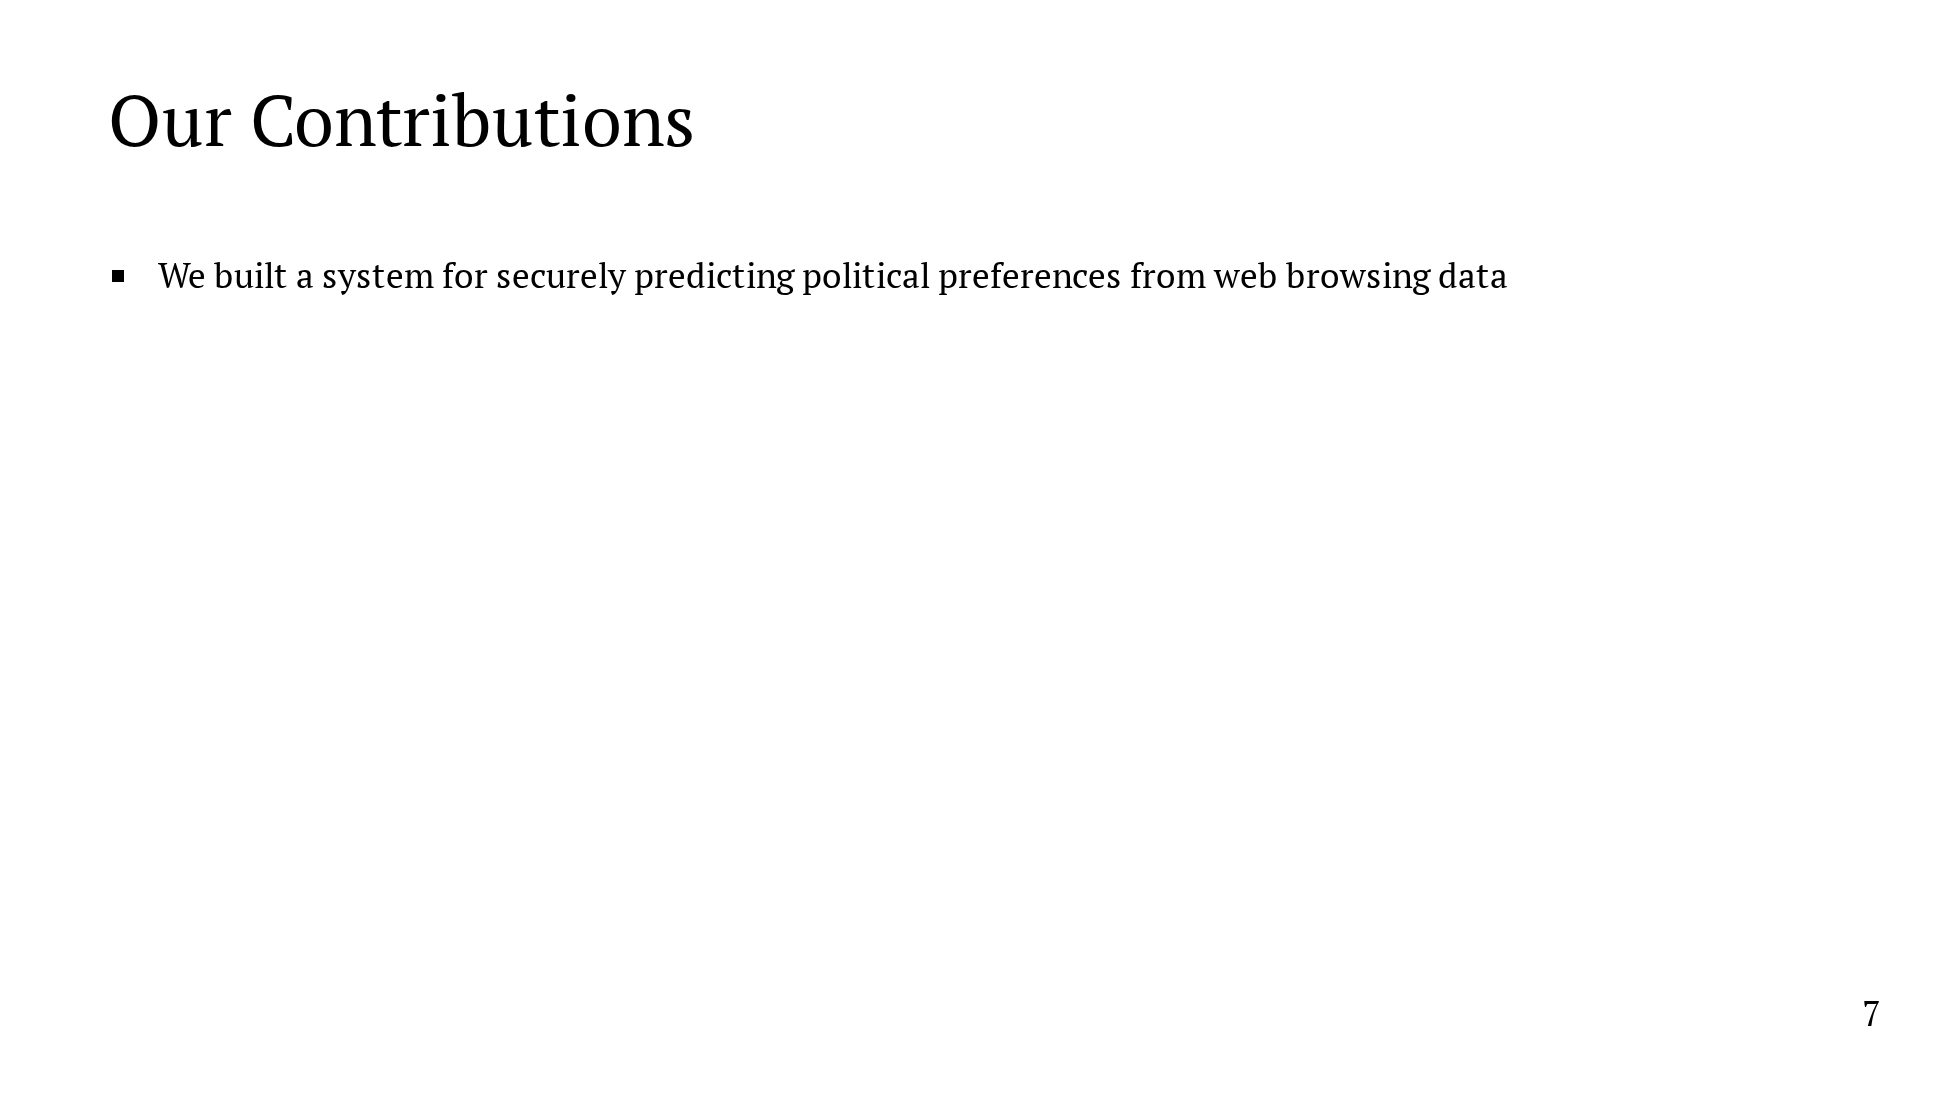 Our Contributions
▪ We built a system for securely predicting political preferences from web browsing data
7